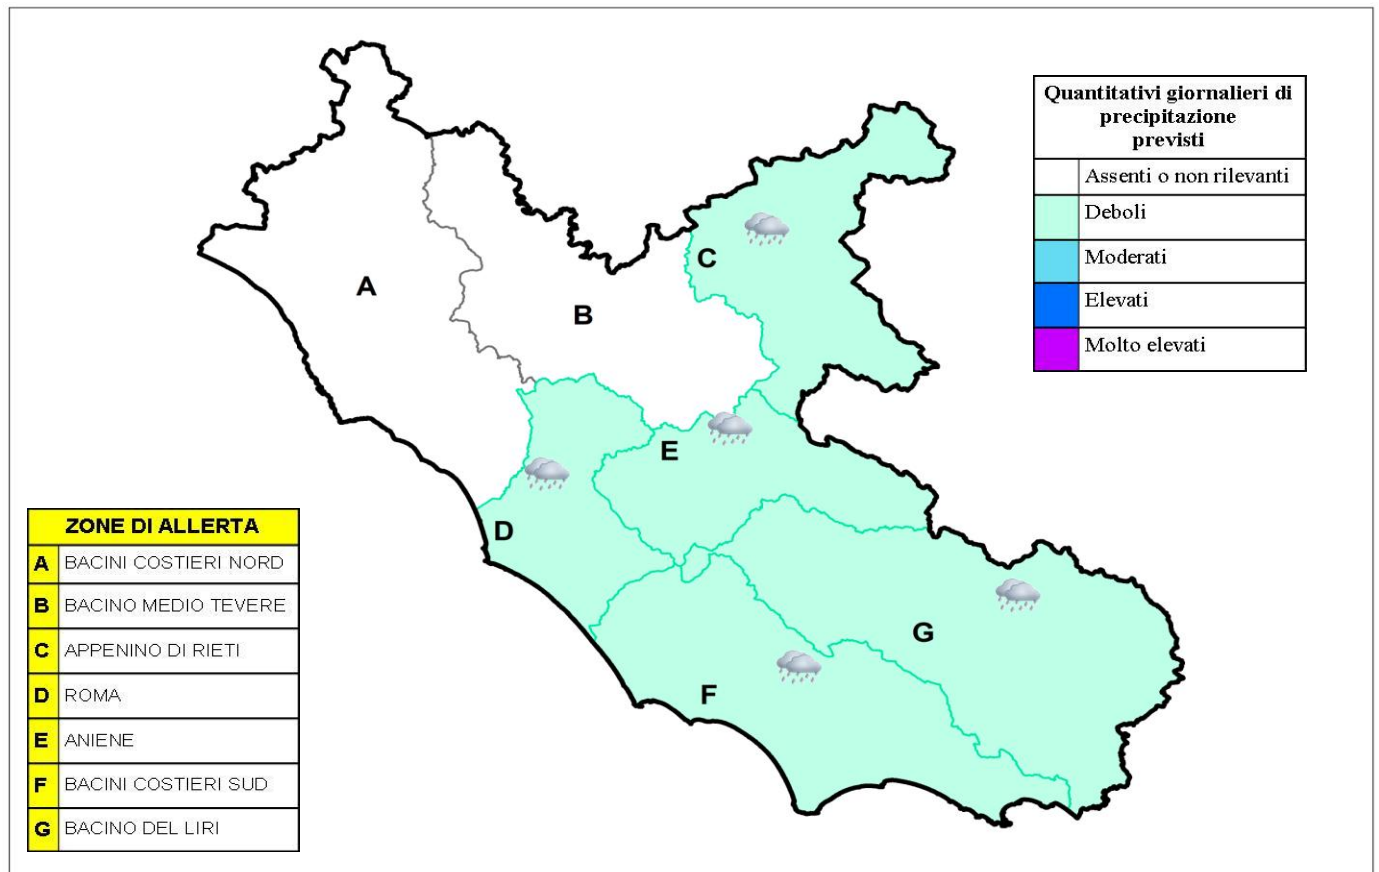 Quantitativi giornalieri di
precipitazione
previsti
Assenti o non rilevanti
Deboli
Moderati
Elevati
Molto elevati
A
B
C
D
E
F
G
ZONE DI ALLERTA
A BACINI COSTIERI NORD
B BACINO MEDIO TEVERE
C APPENINO DI RIETI
D ROMA
E ANIENE
F BACINI COSTIERI SUD
G BACINO DEL LIRI